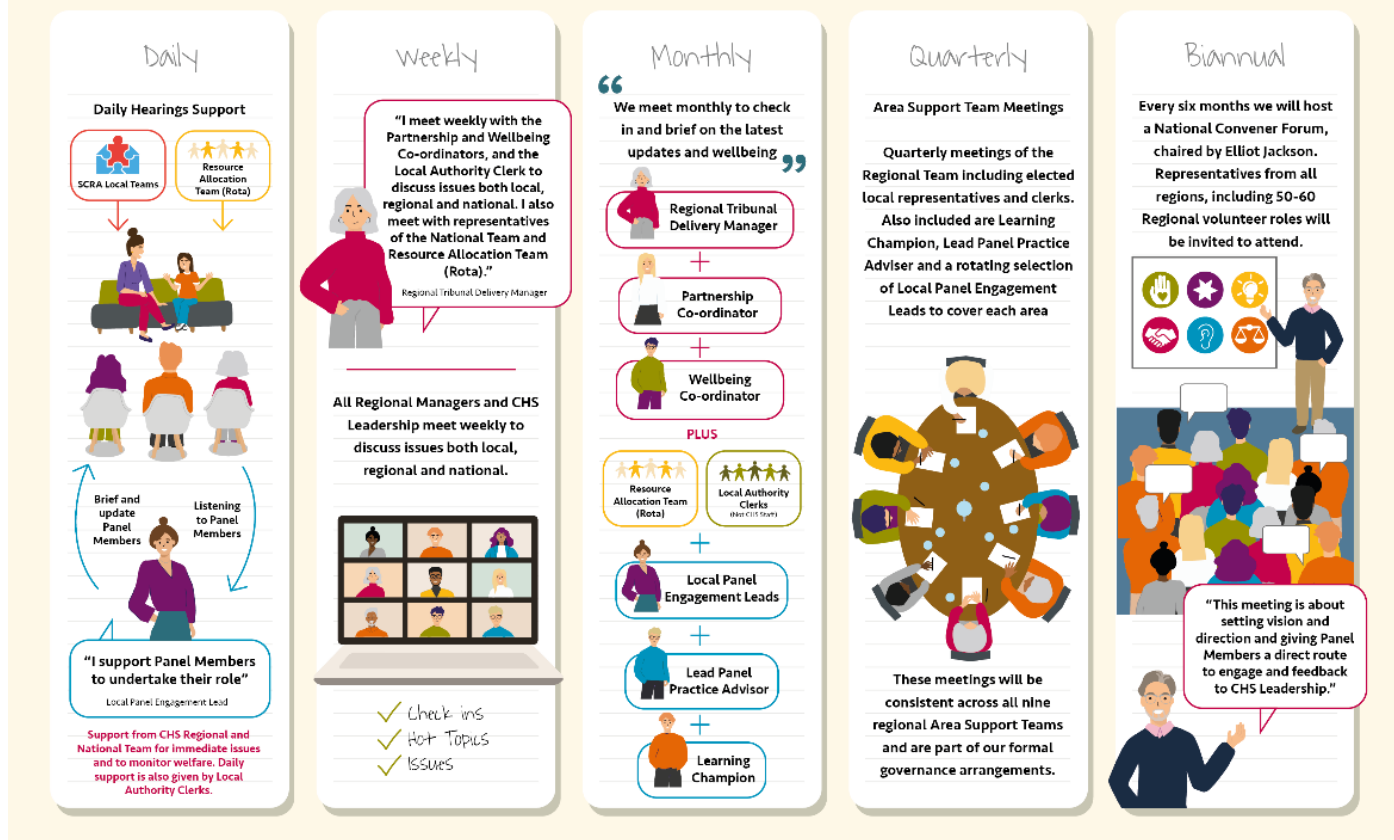 Daily
Daily Hearings Support
SCRA Local Teams
Resource
Allocation
Team (Rota)
Brief and
update
Panel
Members
Listening
to Panel
Members
“I support Panel Members
to undertake their role”
Local Panel Engagement Lead
Support from CHS Regional and
National Team for immediate issues
and to monitor welfare. Daily
support is also given by Local
Authority Clerks.
Weekly
“I meet weekly with the
Partnership and Wellbeing
Co-ordinators, and the
Local Authority Clerk to
discuss issues both local,
regional and national. I also
meet with representatives
of the National Team and
Resource Allocation Team
(Rota).”
Regional Tribunal Delivery Manager
All Regional Managers and CHS
Leadership meet weekly to
discuss issues both local,
regional and national.
Check ins
Hot Topics
Issues
Monthly
“
We meet monthly to check
in and brief on the latest
updates and wellbeing
”
Regional Tribunal
Delivery Manager
+
Partnership
Co-ordinator
+
Wellbeing
Co-ordinator
PLUS
Resource
Allocation Team
(Rota)
Local Authority
Clerks
(Not CHS Staff)
+
Local Panel
Engagement Leads
+
Lead Panel
Practice Advisor
+
Learning
Champion
Quarterly
Area Support Team Meetings
Quarterly meetings of the
Regional Team including elected
local representatives and clerks.
Also included are Learning
Champion, Lead Panel Practice
Adviser and a rotating selection
of Local Panel Engagement
Leads to cover each area
These meetings will be
consistent across all nine
regional Area Support Teams
and are part of our formal
governance arrangements.
Biannual
Every six months we will host
a National Convener Forum,
chaired by Elliot Jackson.
Representatives from all
regions, including 50-60
Regional volunteer roles will
be invited to attend.
“This meeting is about
setting vision and
direction and giving Panel
Members a direct route
to engage and feedback
to CHS Leadership.”